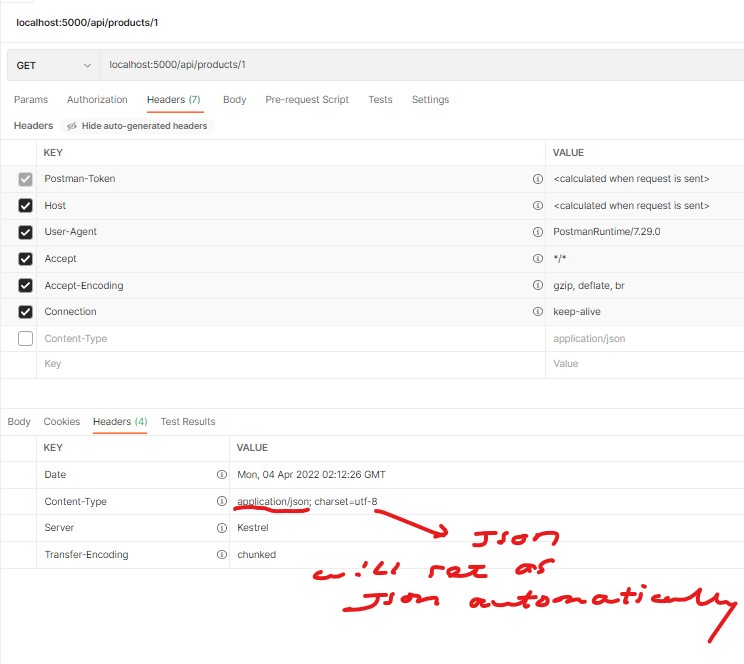 localhost:5000/api/products/1
GET localhost:5000/api/products/1
Params Authorization Headers (7) Body Pre-request Script Tests Settings
Headers Hide auto-generated headers
KEY VALUE
Postman-Token <calculated when request is sent>
Host <calculated when request is sent>
User-Agent PostmanRuntime/7.29.0
Accept */*
Accept-Encoding gzip, deflate, br
Connection keep-alive
Content-Type application/json
Key Value
Body Cookies Headers (4) Test Results
KEY VALUE
Date Mon, 04 Apr 2022 02:12:26 GMT
Content-Type application/json; charset=utf-8
Server Kestrel
Transfer-Encoding chunked
Json
will as
Json automatically